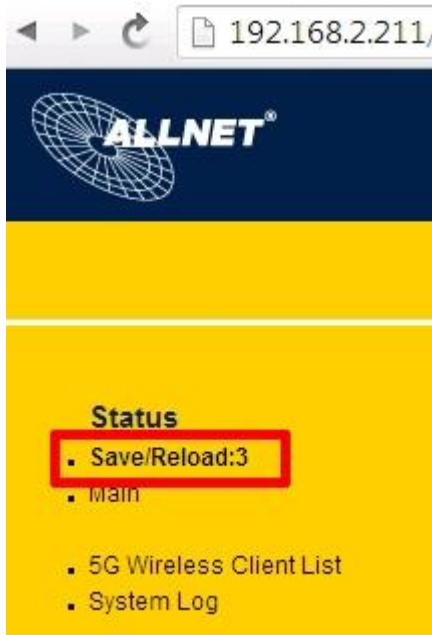 192.168.2.211/
ALLNET®
Status
Save/Reload:3
Main
5G Wireless Client List
System Log